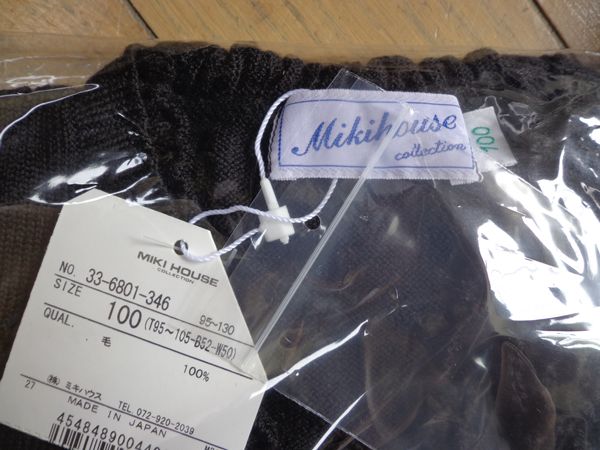 Mikihouse
collection
100
MIKI HOUSE
COLLECTION
NO. 33-6801-346
SIZE 95~130
100 (T95~105-B52-W50)
QUAL.
毛 100%
27 (株) ミキハウス TEL.072-920-2039
MADE IN JAPAN